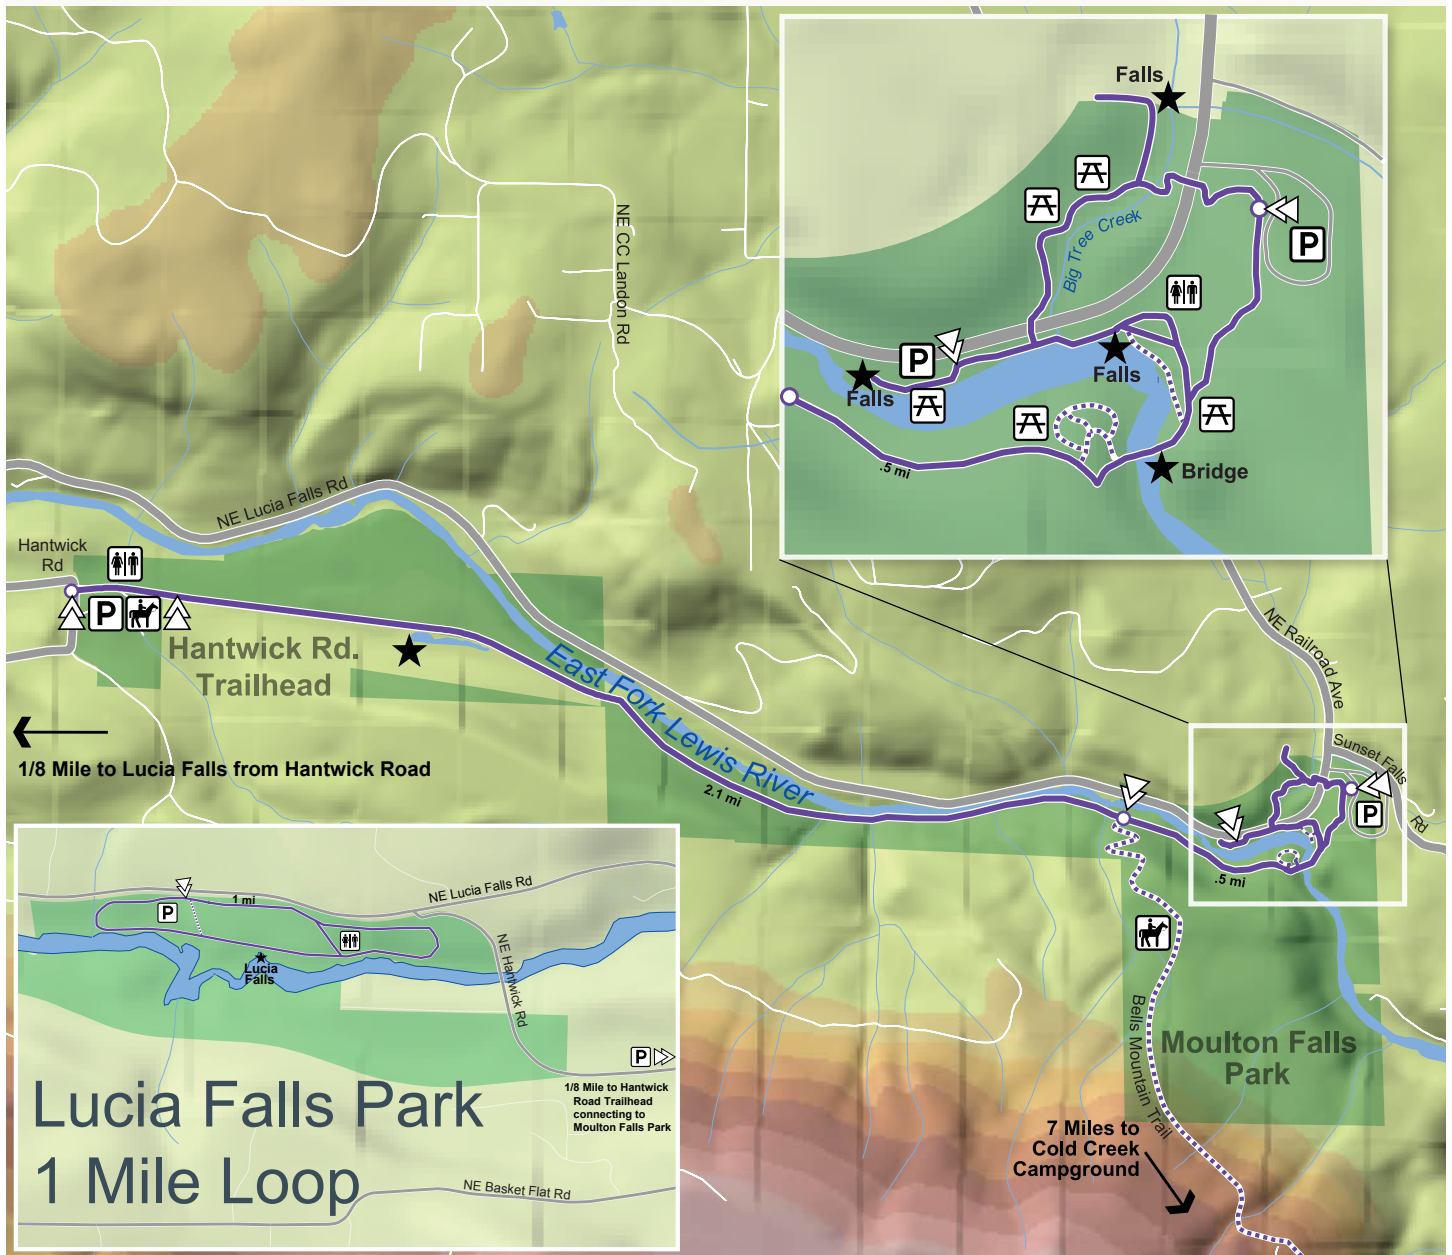 Falls
Big Tree Creek
P
P
Falls
Falls
.5 mi
Bridge
NE CC Landon Rd
NE Lucia Falls Rd
Hantwick
Rd
P
Hantwick Rd.
Trailhead
1/8 Mile to Lucia Falls from Hantwick Road
East Fork Lewis River
2.1 mi
NE Railroad Ave
Sunset Falls
Rd
P
.5 mi
Bells Mountain Trail
Moulton Falls
Park
7 Miles to
Cold Creek
Campground
NE Lucia Falls Rd
1 mi
P
Lucia
Falls
NE Hantwick Rd
P
1/8 Mile to Hantwick
Road Trailhead
connecting to
Moulton Falls Park
Lucia Falls Park
1 Mile Loop
NE Basket Flat Rd